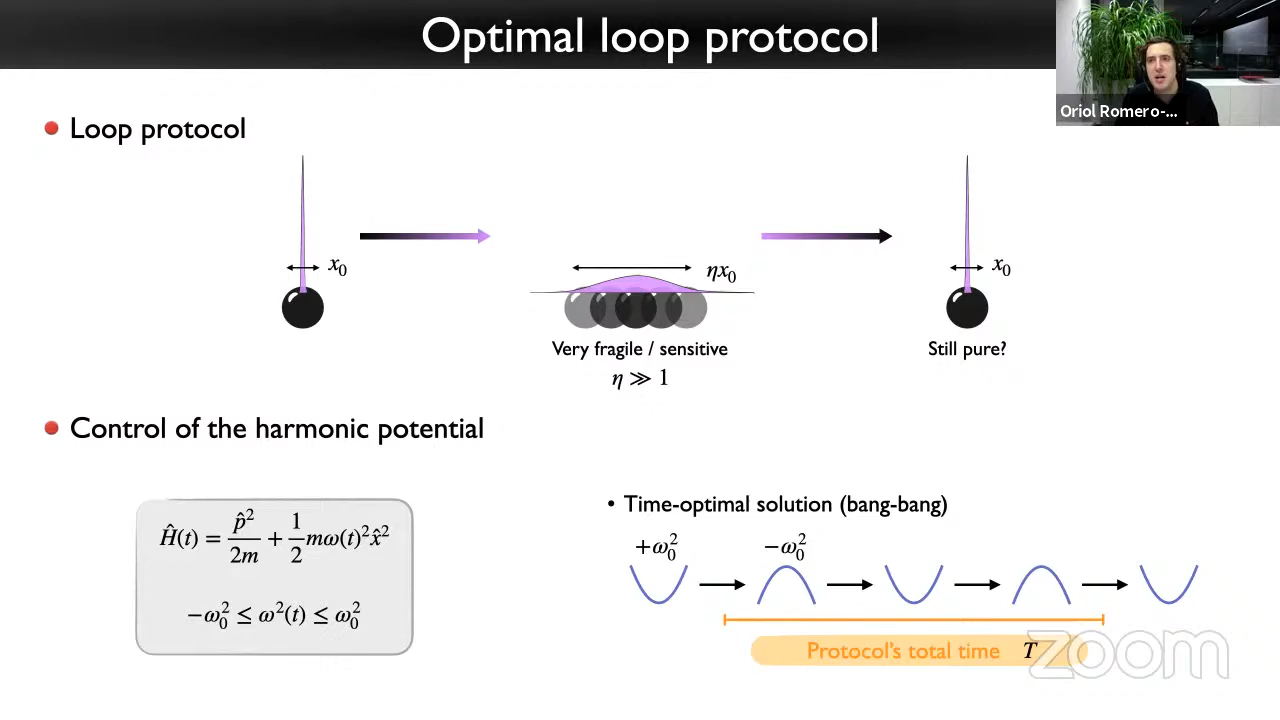 Optimal loop protocol
Oriol Romero-...
Loop protocol
x₀
ηx₀
x₀
Very fragile / sensitive
Still pure?
η ≫ 1
Control of the harmonic potential
Ĥ(t) = p̂²/2m + 1/2 mω(t)²x̂²
−ω₀² ≤ ω²(t) ≤ ω₀²
• Time-optimal solution (bang-bang)
+ω₀² −ω₀²
Protocol's total time T
zoom